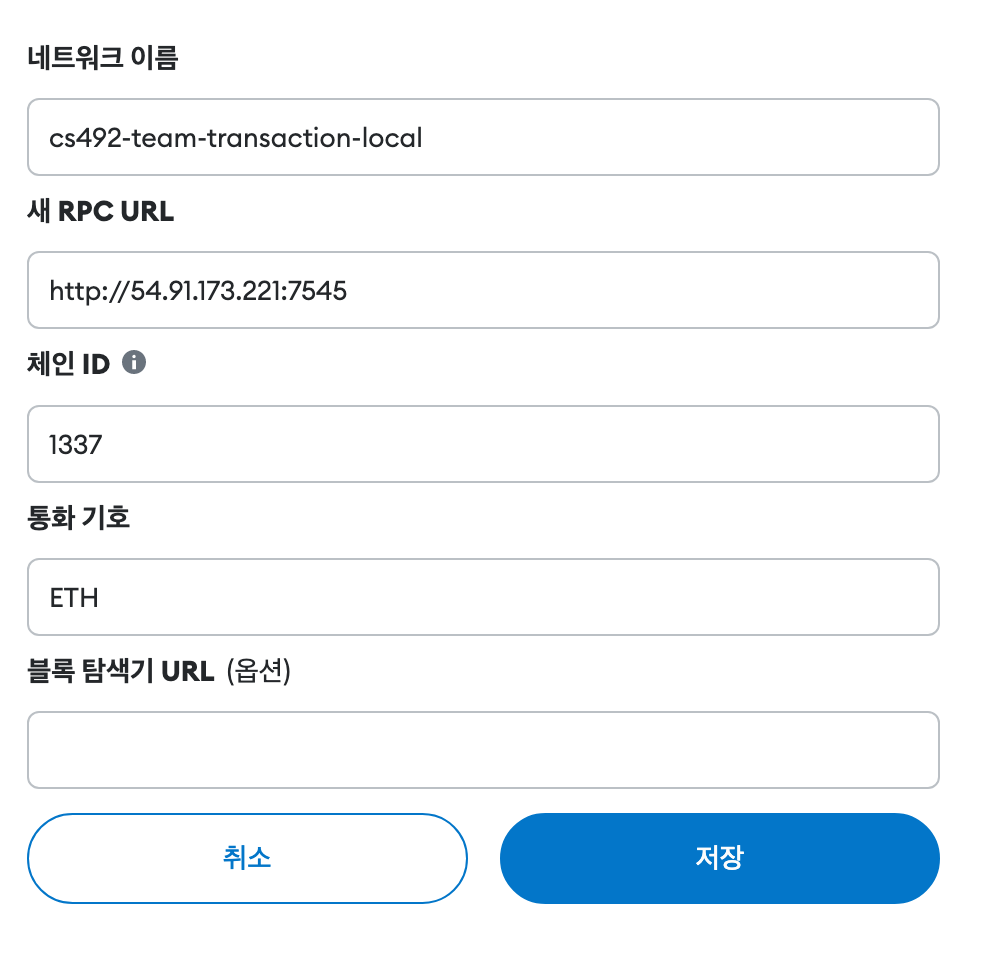 네트워크 이름
cs492-team-transaction-local
새 RPC URL
http://54.91.173.221:7545
체인 ID
1337
통화 기호
ETH
블록 탐색기 URL (옵션)
취소
저장